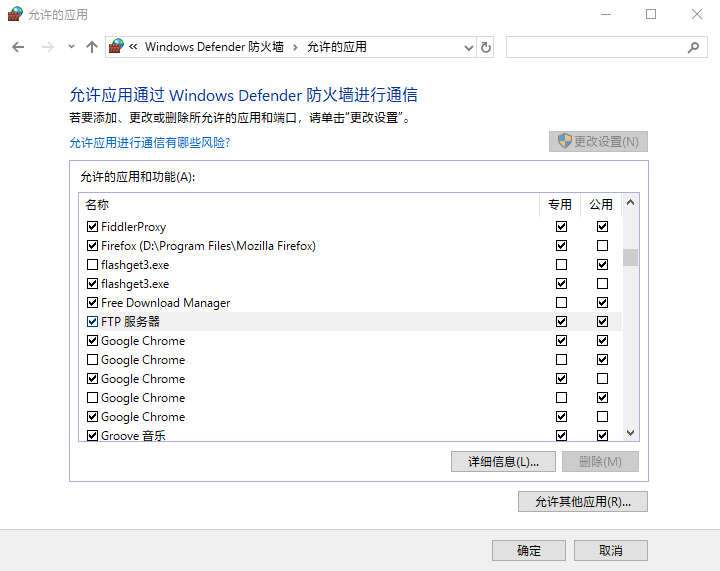 允许的应用
« Windows Defender 防火墙 › 允许的应用
允许应用通过 Windows Defender 防火墙进行通信
若要添加、更改或删除所允许的应用和端口，请单击"更改设置"。
允许应用进行通信有哪些风险?
更改设置(N)
允许的应用和功能(A):
名称 专用 公用
FiddlerProxy
Firefox (D:\Program Files\Mozilla Firefox)
flashget3.exe
flashget3.exe
Free Download Manager
FTP 服务器
Google Chrome
Google Chrome
Google Chrome
Google Chrome
Google Chrome
Groove 音乐
详细信息(L)... 删除(M)
允许其他应用(R)...
确定 取消